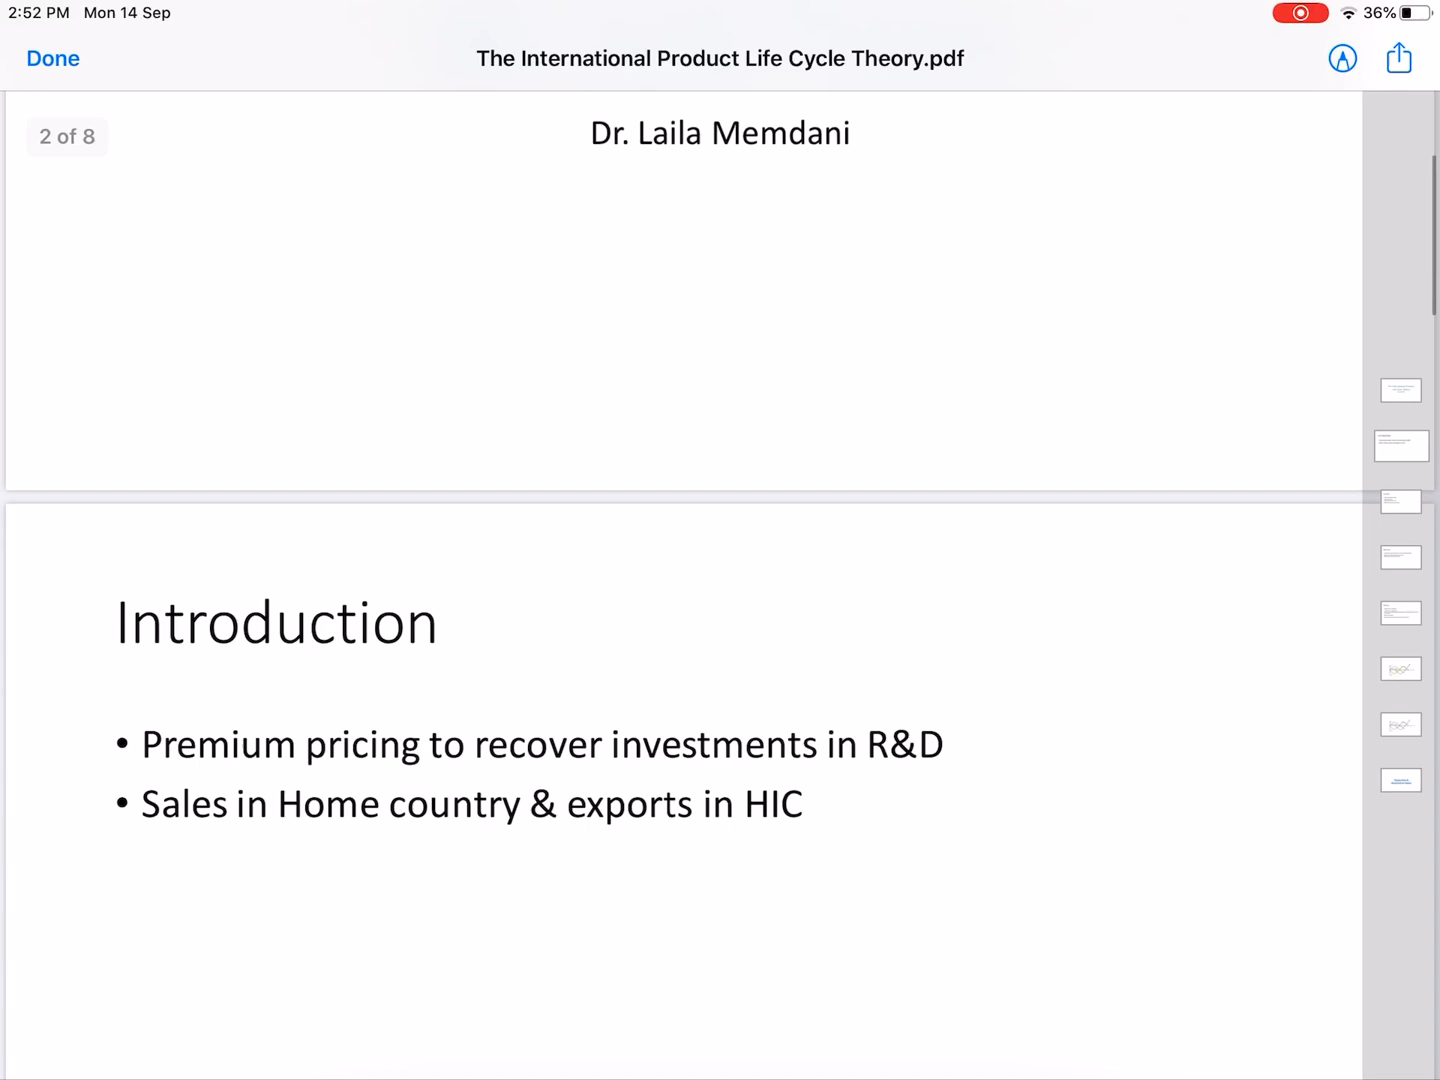 2:52 PM Mon 14 Sep
36%
Done
The International Product Life Cycle Theory.pdf
2 of 8
Dr. Laila Memdani
Introduction
• Premium pricing to recover investments in R&D
• Sales in Home country & exports in HIC